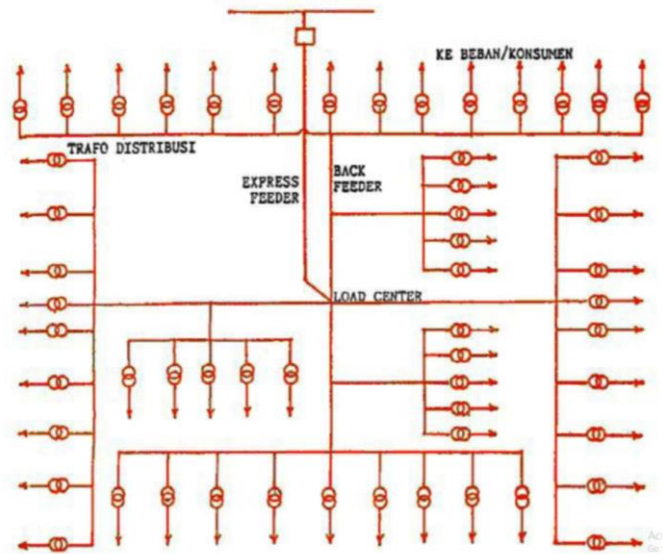 KE BEBAN/KONSUMEN
TRAFO DISTRIBUSI
EXPRESS
FEEDER
BACK
FEEDER
LOAD CENTER